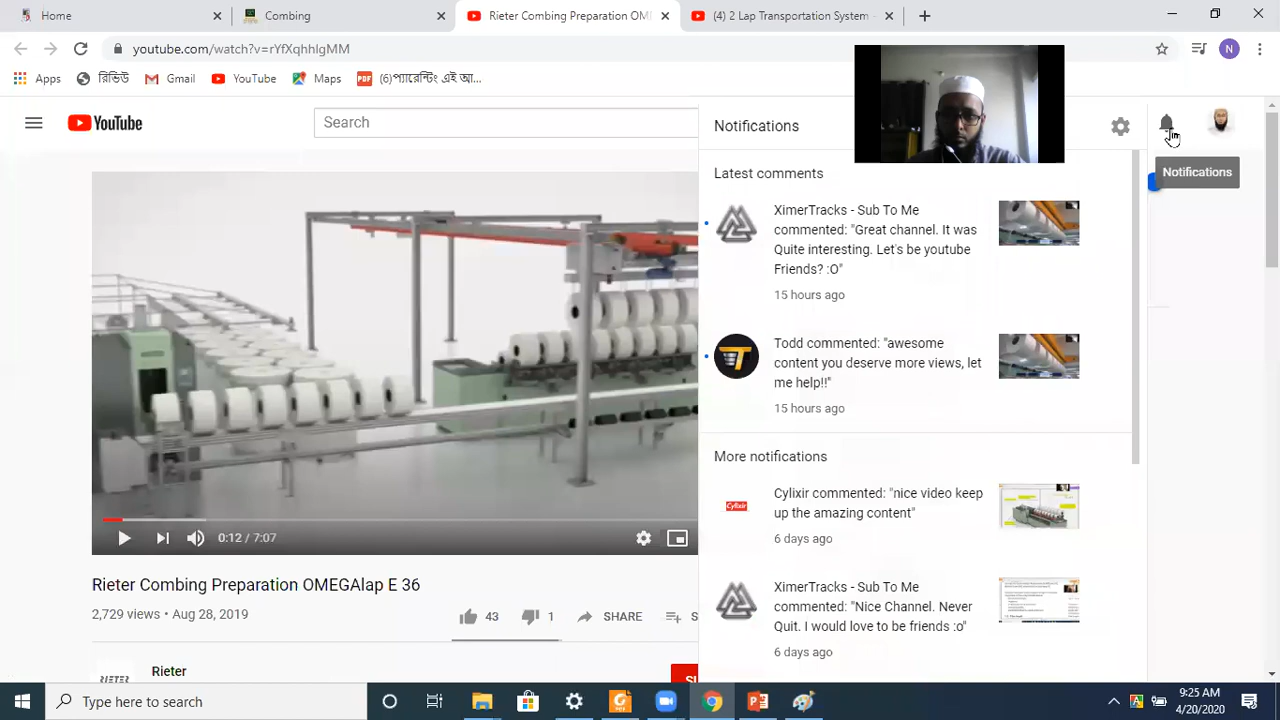 Home
Combing
Rieter Combing Preparation OM
(4) 2 Lap Transportation System -
youtube.com/watch?v=rYfXqhhIgMM
N
Apps
রিভিউ
Gmail
YouTube
Maps
PDF
(6)প্যারেন্টিং এই আ...
YouTube
Search
Notifications
Notifications
Latest comments
XimerTracks - Sub To Me
commented: "Great channel. It was
Quite interesting. Let's be youtube
Friends? :O"
15 hours ago
Todd commented: "awesome
content you deserve more views, let
me help!!"
15 hours ago
More notifications
Cylixir
Cylixir commented: "nice video keep
up the amazing content"
6 days ago
XimerTracks - Sub To Me
commented: "Nice Channel. Never
Quit.I would love to be friends :o"
6 days ago
0:12 / 7:07
Rieter Combing Preparation OMEGAlap E 36
2,729 views • Aug 28, 2019
1
SHARE
S
RIETER
Rieter
SU
Type here to search
9:25 AM
4/20/2020